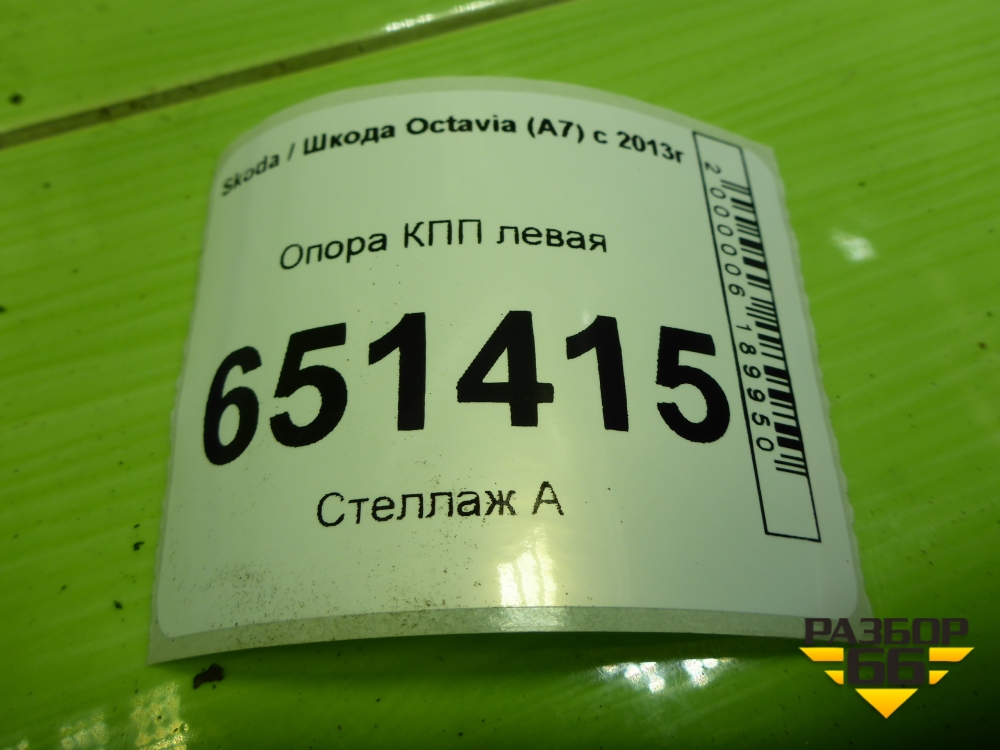 Skoda / Шкода Octavia (A7) с 2013г
Опора КПП левая
651415
Стеллаж А
2000006189950
РАЗБОР
66